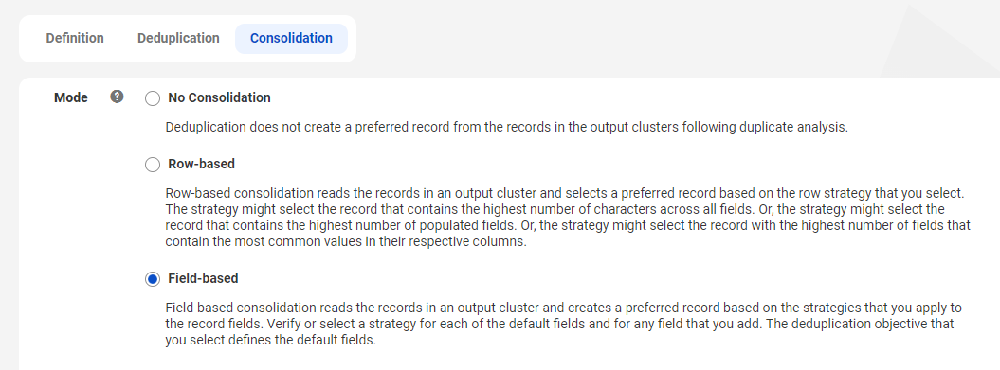 Definition Deduplication Consolidation
Mode ? No Consolidation
Deduplication does not create a preferred record from the records in the output clusters following duplicate analysis.
Row-based
Row-based consolidation reads the records in an output cluster and selects a preferred record based on the row strategy that you select.
The strategy might select the record that contains the highest number of characters across all fields. Or, the strategy might select the
record that contains the highest number of populated fields. Or, the strategy might select the record with the highest number of fields that
contain the most common values in their respective columns.
Field-based
Field-based consolidation reads the records in an output cluster and creates a preferred record based on the strategies that you apply to
the record fields. Verify or select a strategy for each of the default fields and for any field that you add. The deduplication objective that
you select defines the default fields.